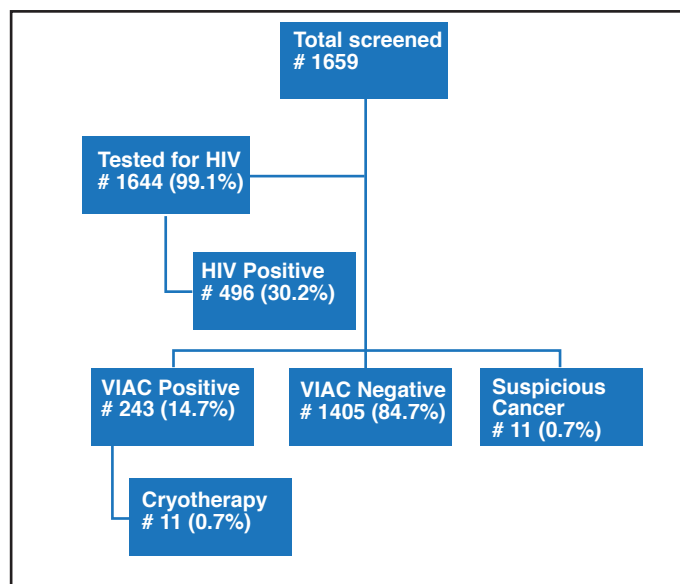 Total screened
# 1659
Tested for HIV
# 1644 (99.1%)
HIV Positive
# 496 (30.2%)
VIAC Positive
# 243 (14.7%)
VIAC Negative
# 1405 (84.7%)
Suspicious
Cancer
# 11 (0.7%)
Cryotherapy
# 11 (0.7%)